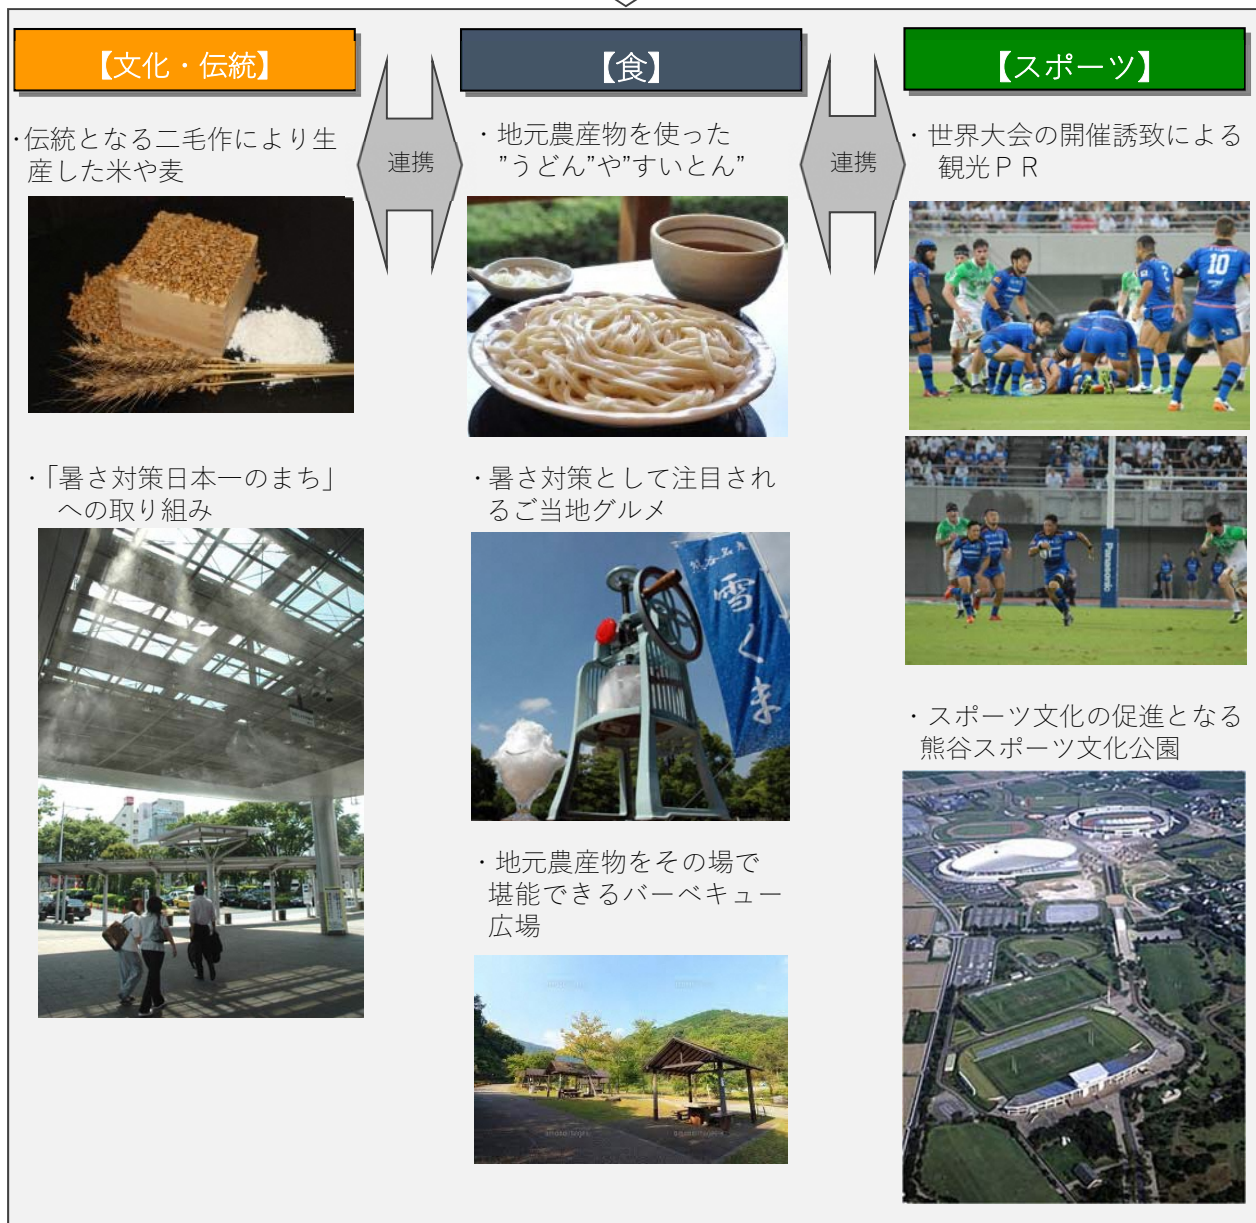 【文化・伝統】
・伝統となる二毛作により生
産した米や麦
・「暑さ対策日本一のまち」
への取り組み
連携
【食】
・地元農産物を使った
”うどん”や”すいとん”
・暑さ対策として注目され
るご当地グルメ
熊谷名産
雪くま
・地元農産物をその場で
堪能できるバーベキュー
広場
連携
【スポーツ】
・世界大会の開催誘致による
観光ＰＲ
10
2
Panasonic
・スポーツ文化の促進となる
熊谷スポーツ文化公園